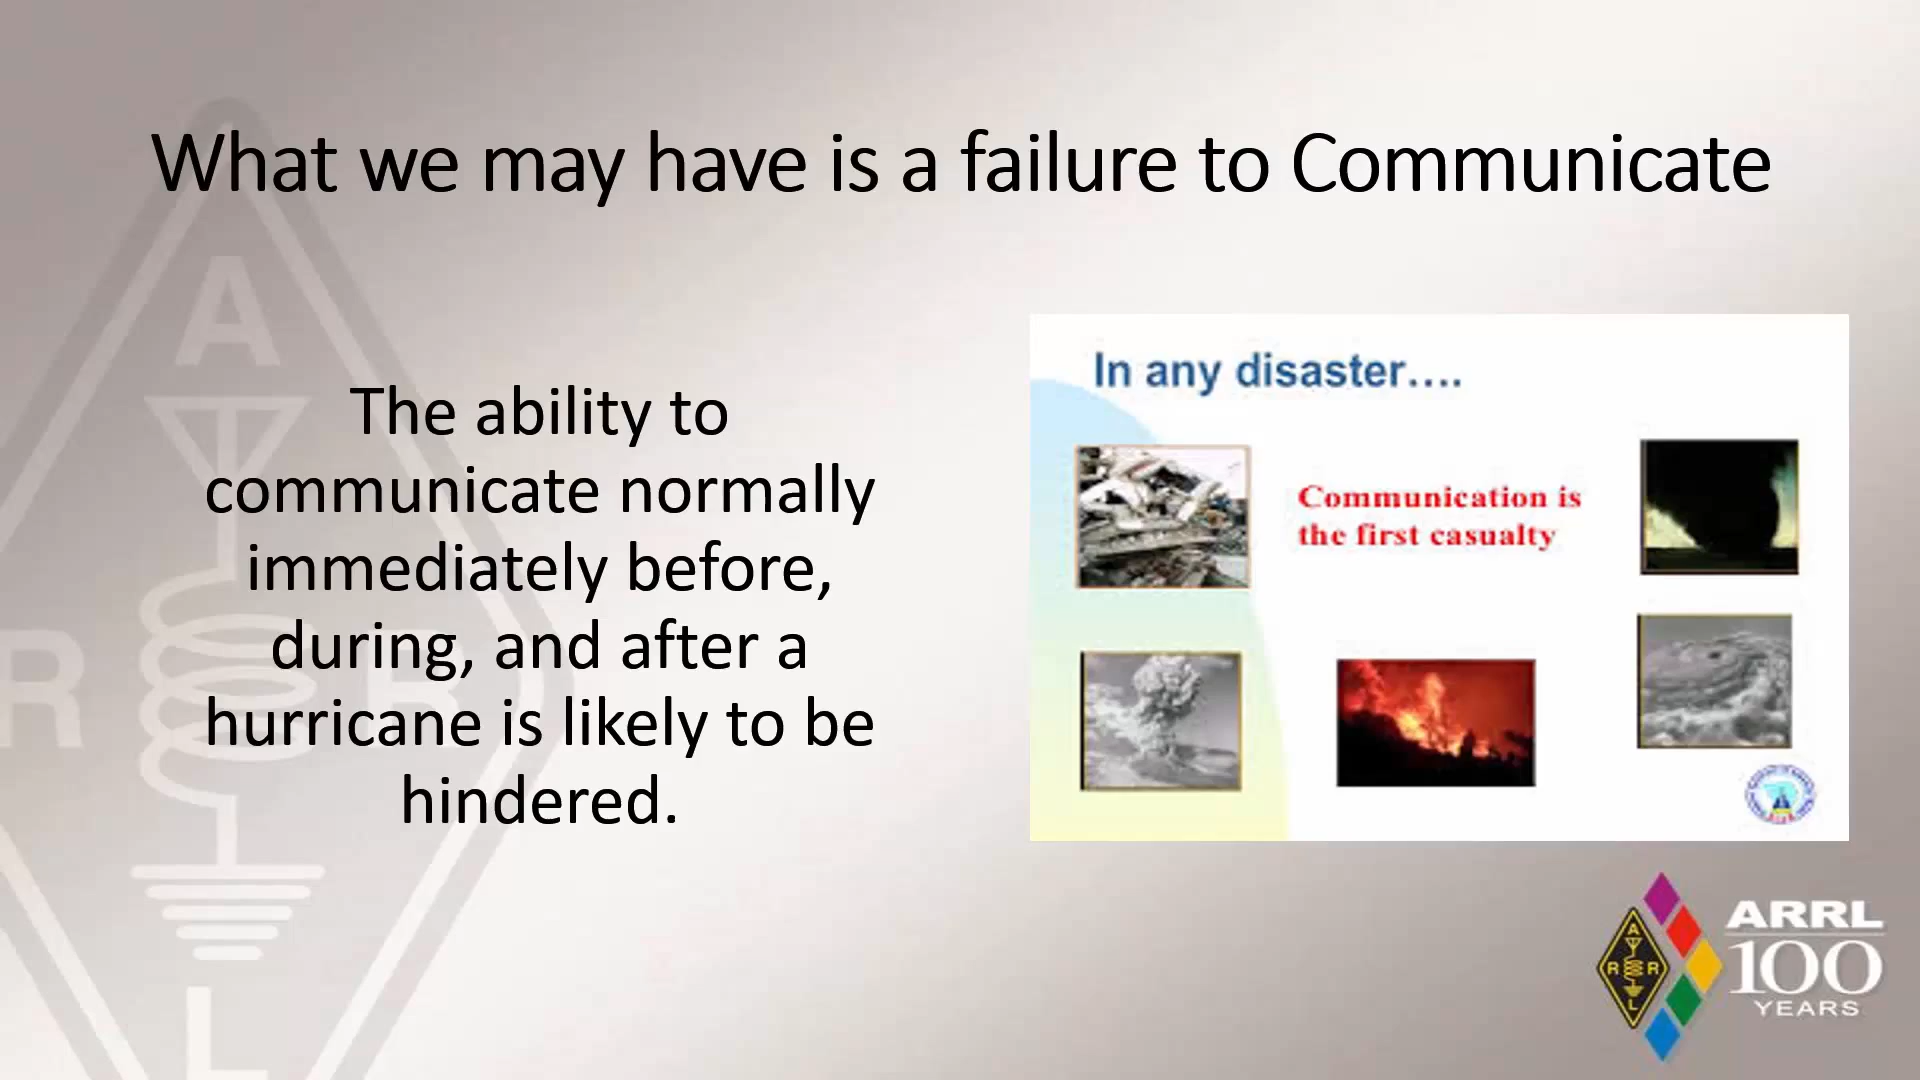 What we may have is a failure to Communicate
The ability to
communicate normally
immediately before,
during, and after a
hurricane is likely to be
hindered.
In any disaster....
Communication is
the first casualty
A
R R
L
A
R R
L
ARRL
100
YEARS